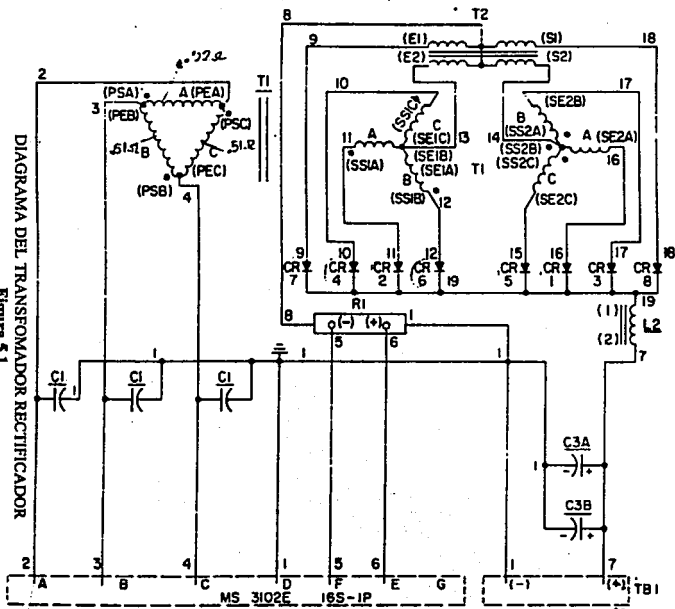 8
T2
9
(E1)
(S1)
18
(E2)
(S2)
2
(PSA)
A (PEA)
T1
3
(PEB)
(PSC)
B
C
(PSB)
(PEC)
4
10
17
(SS1C)
C
(SE2B)
B
11
A
(SE1C)
13
14
(SS2A)
A (SE2A)
(SS1A)
(SE1B)
(SE1A)
T1
(SS2B)
(SS2C)
16
B
(SS1B)
12
C
(SE2C)
9
10
11
12
15
16
17
18
CR 7
CR 4
CR 2
CR 6
19
CR 5
CR 1
CR 3
CR 8
R1
8
(-)
(+)
1
5
6
19
(1)
L2
(2)
7
1
1
1
C1
1
C1
C1
C3A
1
-
+
C3B
-
+
2
3
4
1
5
6
1
7
A
B
C
D
F
E
G
(-)
(+)
TB1
MS 3102E 16S-1P
DIAGRAMA DEL TRANSFOMADOR RECTIFICADOR
Figura 5.1